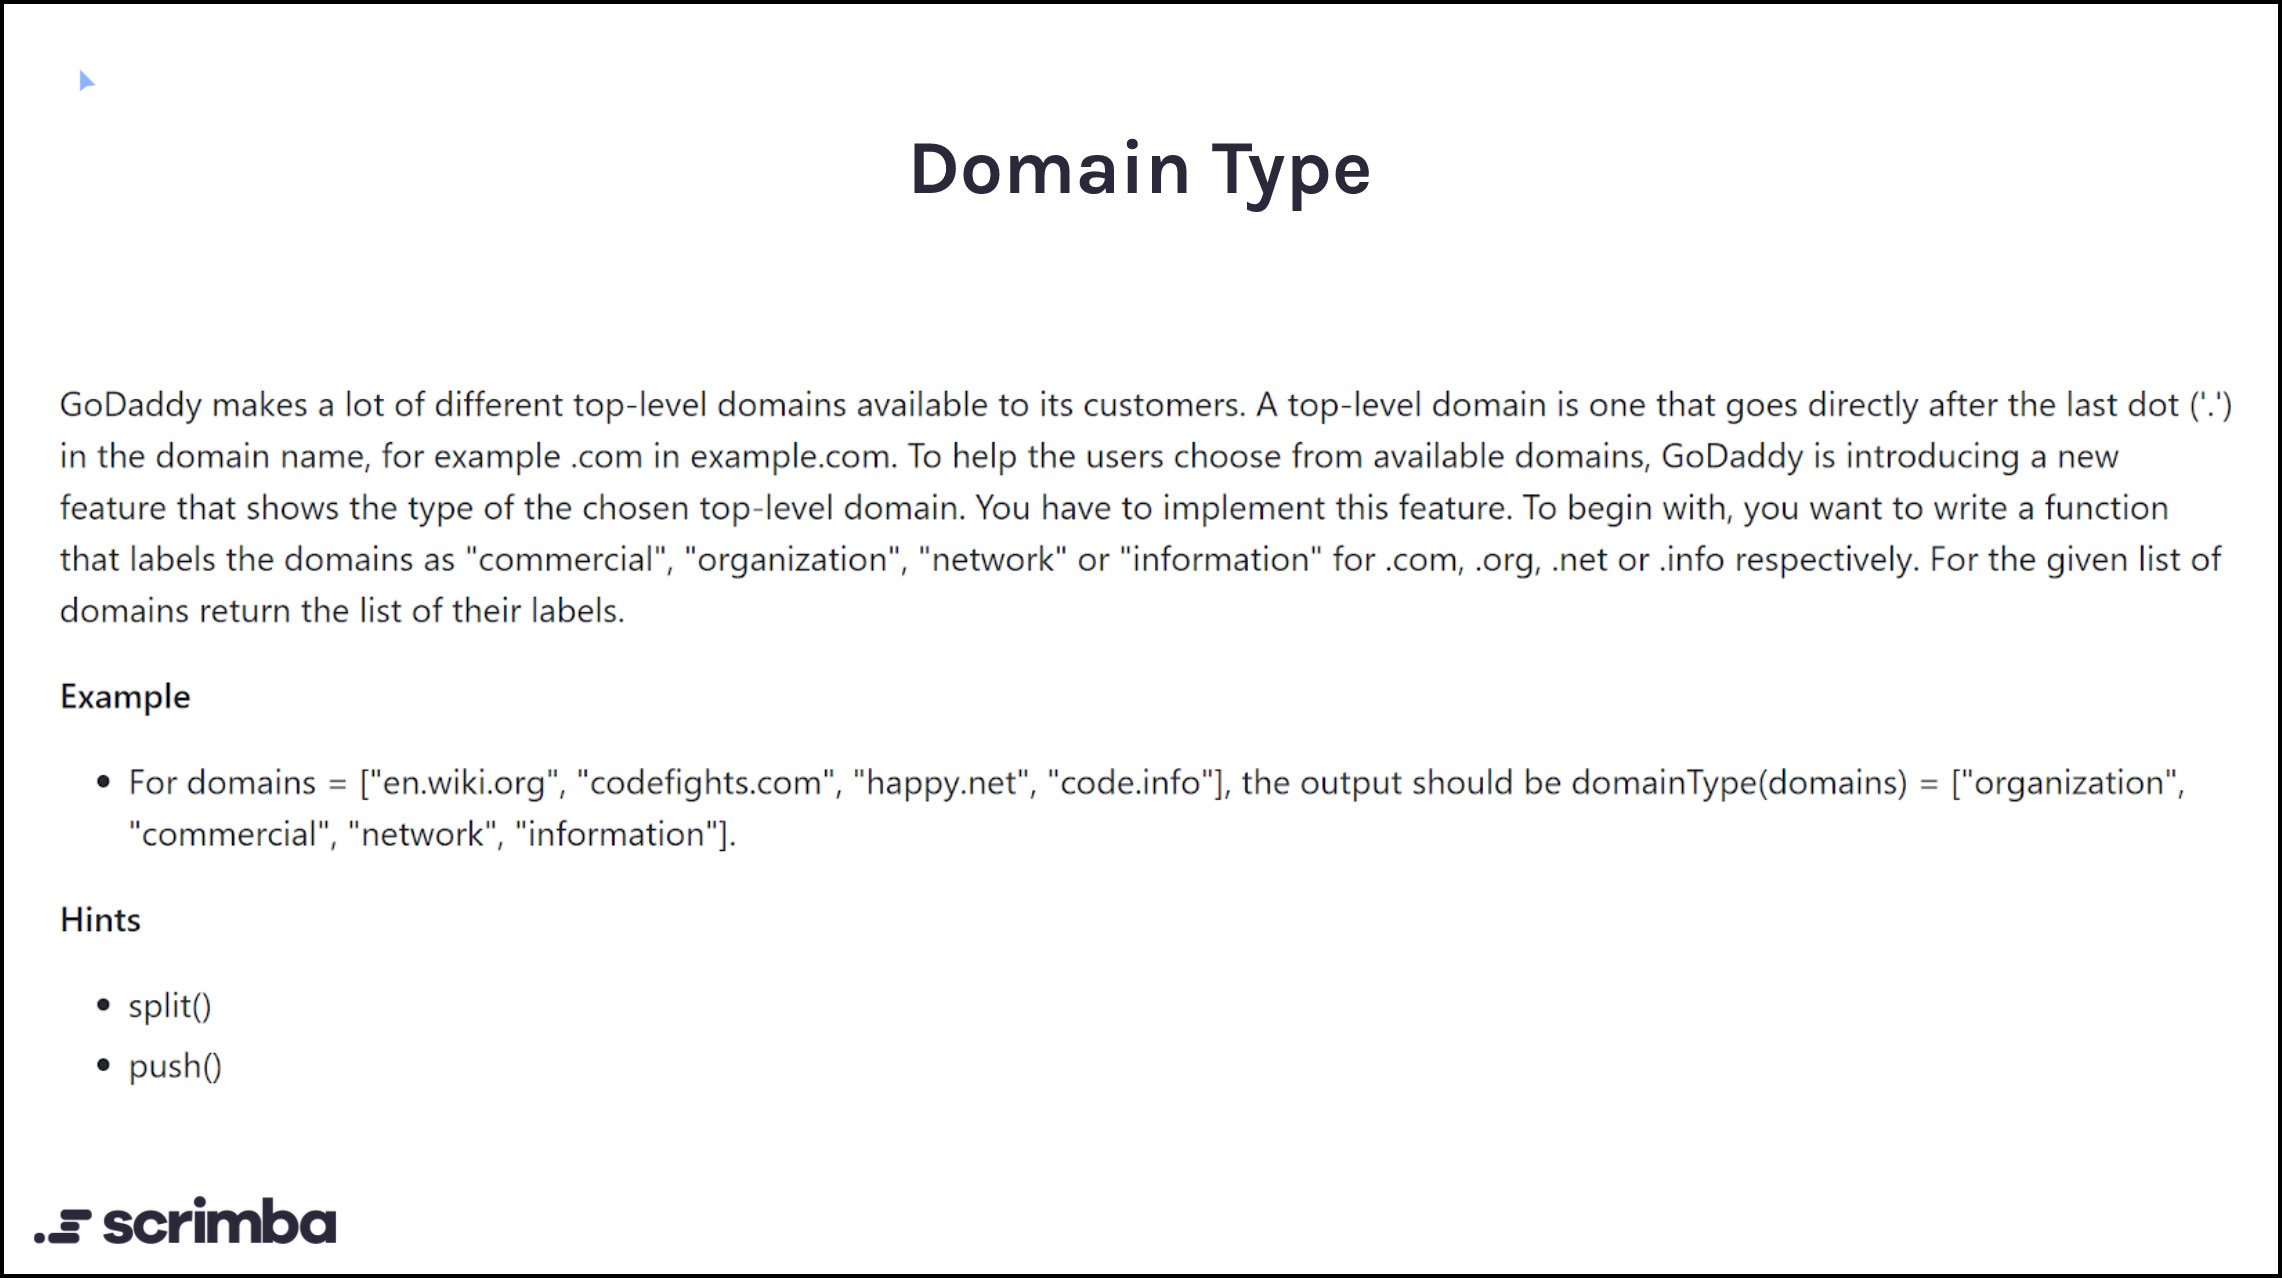 Domain Type
GoDaddy makes a lot of different top-level domains available to its customers. A top-level domain is one that goes directly after the last dot ('.')
in the domain name, for example .com in example.com. To help the users choose from available domains, GoDaddy is introducing a new
feature that shows the type of the chosen top-level domain. You have to implement this feature. To begin with, you want to write a function
that labels the domains as "commercial", "organization", "network" or "information" for .com, .org, .net or .info respectively. For the given list of
domains return the list of their labels.
Example
• For domains = ["en.wiki.org", "codefights.com", "happy.net", "code.info"], the output should be domainType(domains) = ["organization",
"commercial", "network", "information"].
Hints
• split()
• push()
scrimba